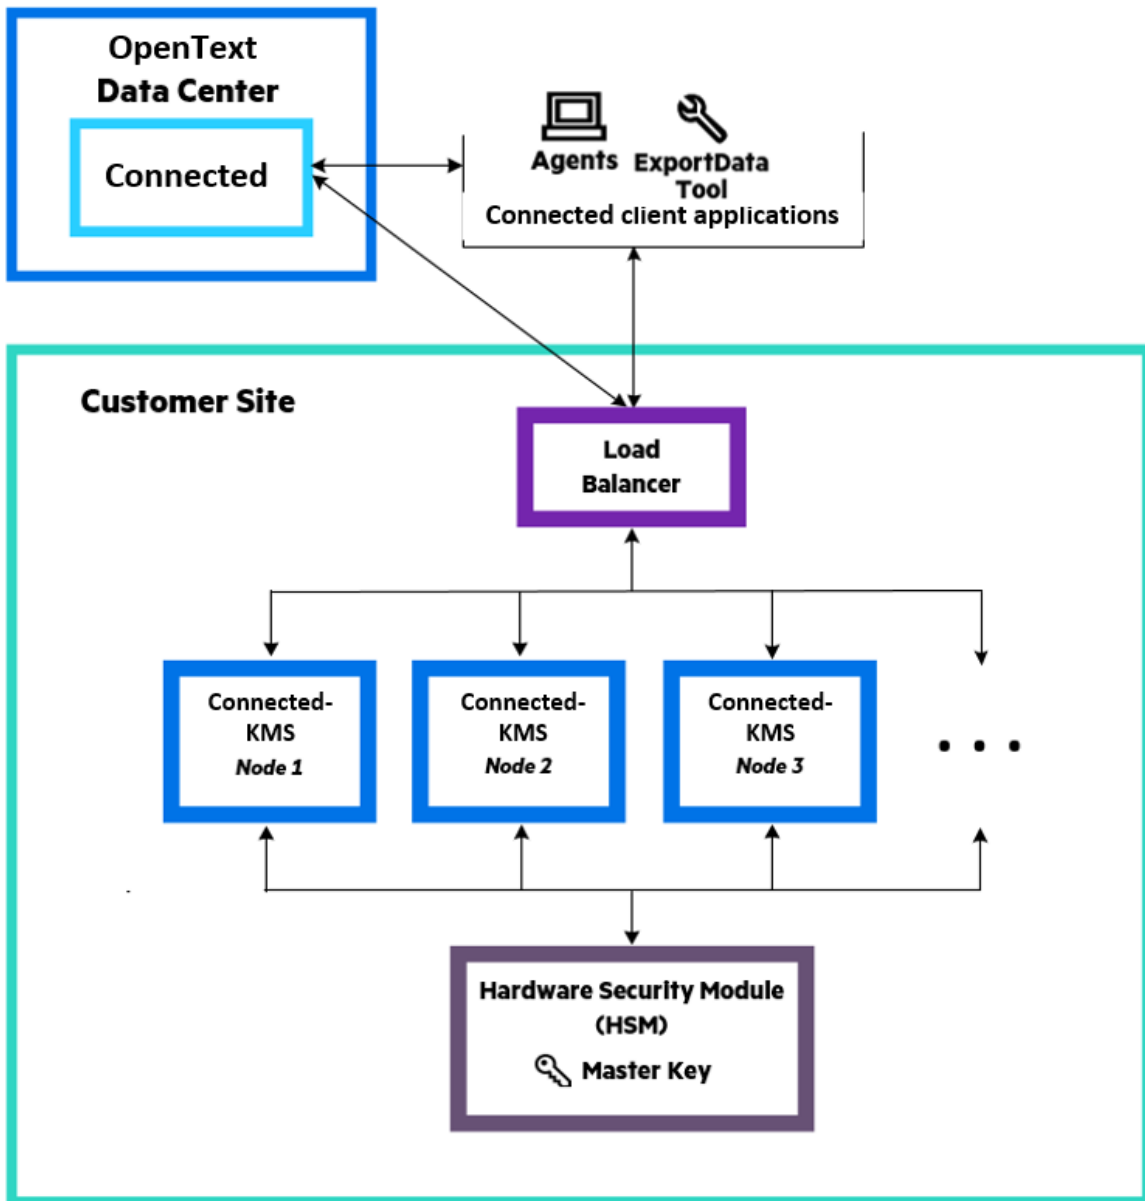 OpenText
Data Center
Connected
Agents
ExportData
Tool
Connected client applications
Customer Site
Load
Balancer
Connected-
KMS
Node 1
Connected-
KMS
Node 2
Connected-
KMS
Node 3
. . .
Hardware Security Module
(HSM)
Master Key